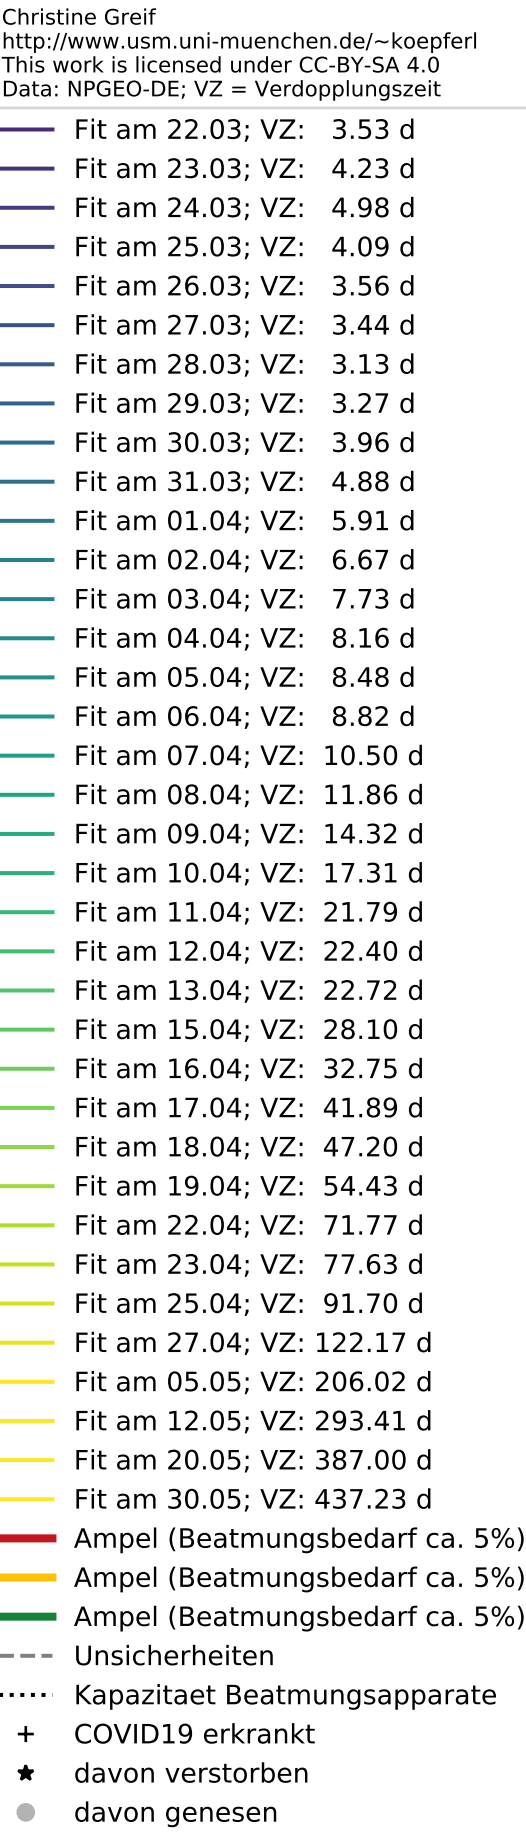 Christine Greif
http://www.usm.uni-muenchen.de/~koepferl
This work is licensed under CC-BY-SA 4.0
Data: NPGEO-DE; VZ = Verdopplungszeit
Fit am 22.03; VZ: 3.53 d
Fit am 23.03; VZ: 4.23 d
Fit am 24.03; VZ: 4.98 d
Fit am 25.03; VZ: 4.09 d
Fit am 26.03; VZ: 3.56 d
Fit am 27.03; VZ: 3.44 d
Fit am 28.03; VZ: 3.13 d
Fit am 29.03; VZ: 3.27 d
Fit am 30.03; VZ: 3.96 d
Fit am 31.03; VZ: 4.88 d
Fit am 01.04; VZ: 5.91 d
Fit am 02.04; VZ: 6.67 d
Fit am 03.04; VZ: 7.73 d
Fit am 04.04; VZ: 8.16 d
Fit am 05.04; VZ: 8.48 d
Fit am 06.04; VZ: 8.82 d
Fit am 07.04; VZ: 10.50 d
Fit am 08.04; VZ: 11.86 d
Fit am 09.04; VZ: 14.32 d
Fit am 10.04; VZ: 17.31 d
Fit am 11.04; VZ: 21.79 d
Fit am 12.04; VZ: 22.40 d
Fit am 13.04; VZ: 22.72 d
Fit am 15.04; VZ: 28.10 d
Fit am 16.04; VZ: 32.75 d
Fit am 17.04; VZ: 41.89 d
Fit am 18.04; VZ: 47.20 d
Fit am 19.04; VZ: 54.43 d
Fit am 22.04; VZ: 71.77 d
Fit am 23.04; VZ: 77.63 d
Fit am 25.04; VZ: 91.70 d
Fit am 27.04; VZ: 122.17 d
Fit am 05.05; VZ: 206.02 d
Fit am 12.05; VZ: 293.41 d
Fit am 20.05; VZ: 387.00 d
Fit am 30.05; VZ: 437.23 d
Ampel (Beatmungsbedarf ca. 5%)
Ampel (Beatmungsbedarf ca. 5%)
Ampel (Beatmungsbedarf ca. 5%)
Unsicherheiten
Kapazitaet Beatmungsapparate
COVID19 erkrankt
davon verstorben
davon genesen